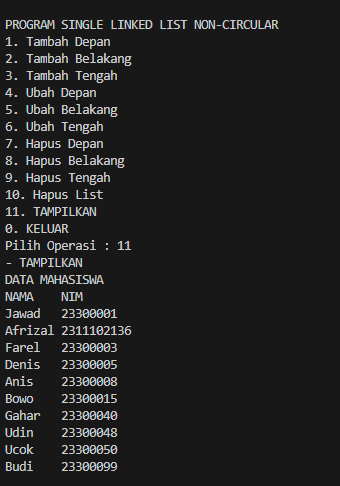 PROGRAM SINGLE LINKED LIST NON-CIRCULAR
1. Tambah Depan
2. Tambah Belakang
3. Tambah Tengah
4. Ubah Depan
5. Ubah Belakang
6. Ubah Tengah
7. Hapus Depan
8. Hapus Belakang
9. Hapus Tengah
10. Hapus List
11. TAMPILKAN
0. KELUAR
Pilih Operasi : 11
- TAMPILKAN
DATA MAHASISWA
NAMA    NIM
Jawad   23300001
Afrizal 2311102136
Farel   23300003
Denis   23300005
Anis    23300008
Bowo    23300015
Gahar   23300040
Udin    23300048
Ucok    23300050
Budi    23300099